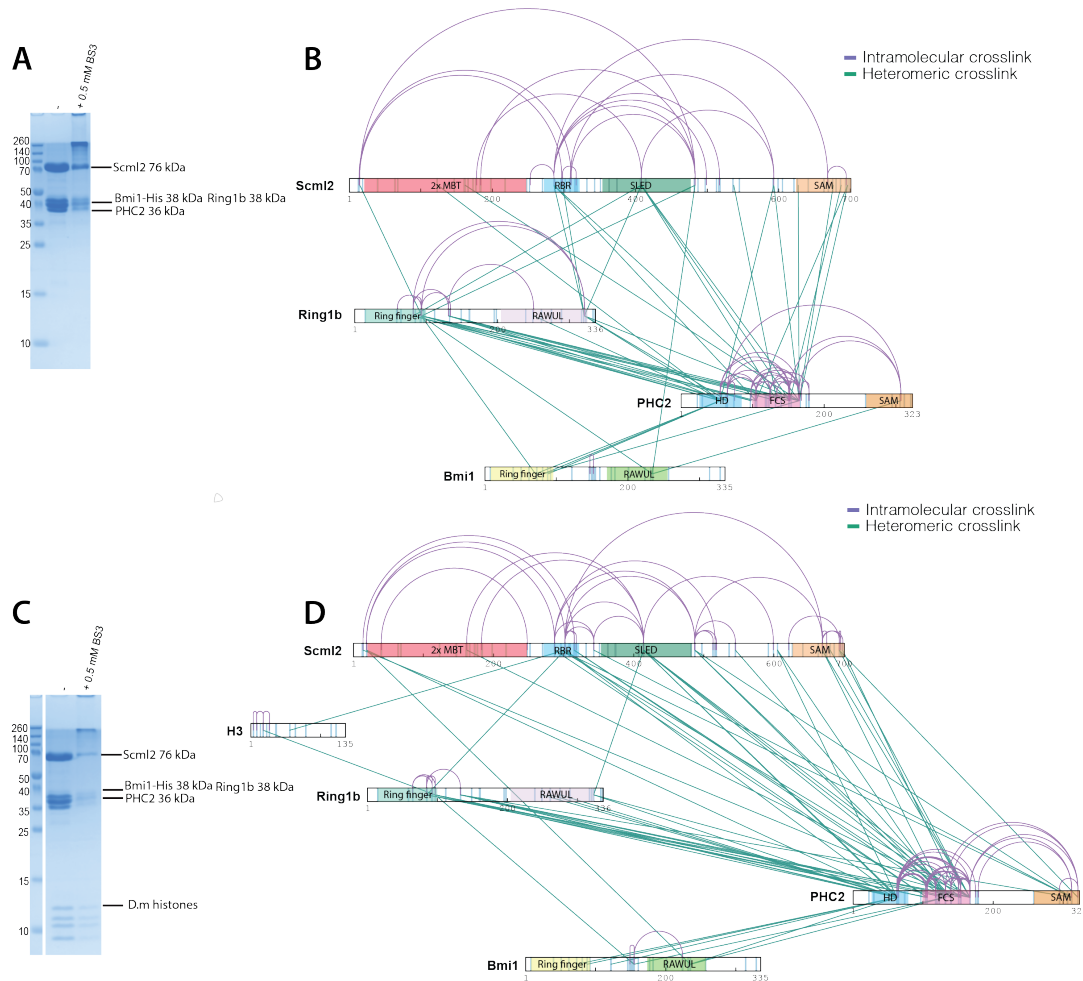 A
-
+ 0.5 mM BS3
260
140
100
70
50
40
35
25
15
10
Scml2 76 kDa
Bmi1-His 38 kDa Ring1b 38 kDa
PHC2 36 kDa
B
Intramolecular crosslink
Heteromeric crosslink
Scml2
2x MBT
RBR
SLED
SAM
1
200
400
600
700
Ring1b
Ring finger
RAWUL
1
200
336
PHC2
HD
FCS
SAM
1
200
323
Bmi1
Ring finger
RAWUL
1
200
335
Intramolecular crosslink
Heteromeric crosslink
C
-
+ 0.5 mM BS3
260
140
100
70
50
40
35
25
15
10
Scml2 76 kDa
Bmi1-His 38 kDa Ring1b 38 kDa
PHC2 36 kDa
D.m histones
D
Scml2
2x MBT
RBR
SLED
SAM
1
200
400
600
700
H3
1
135
Ring1b
Ring finger
RAWUL
1
200
336
PHC2
HD
FCS
SAM
1
200
32
Bmi1
Ring finger
RAWUL
1
200
335